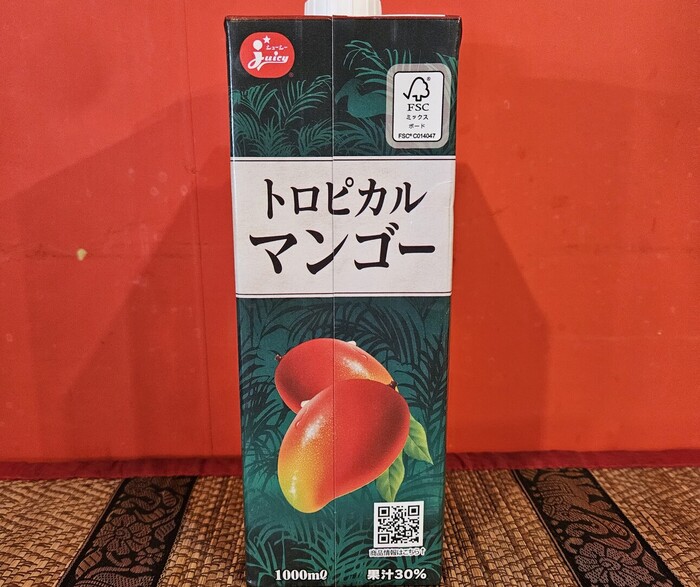 ジューシー
juicy
FSC
ミックス
ボード
FSC® C014047
トロピカル
マンゴー
商品情報はこちら↑
1000mℓ
果汁30%